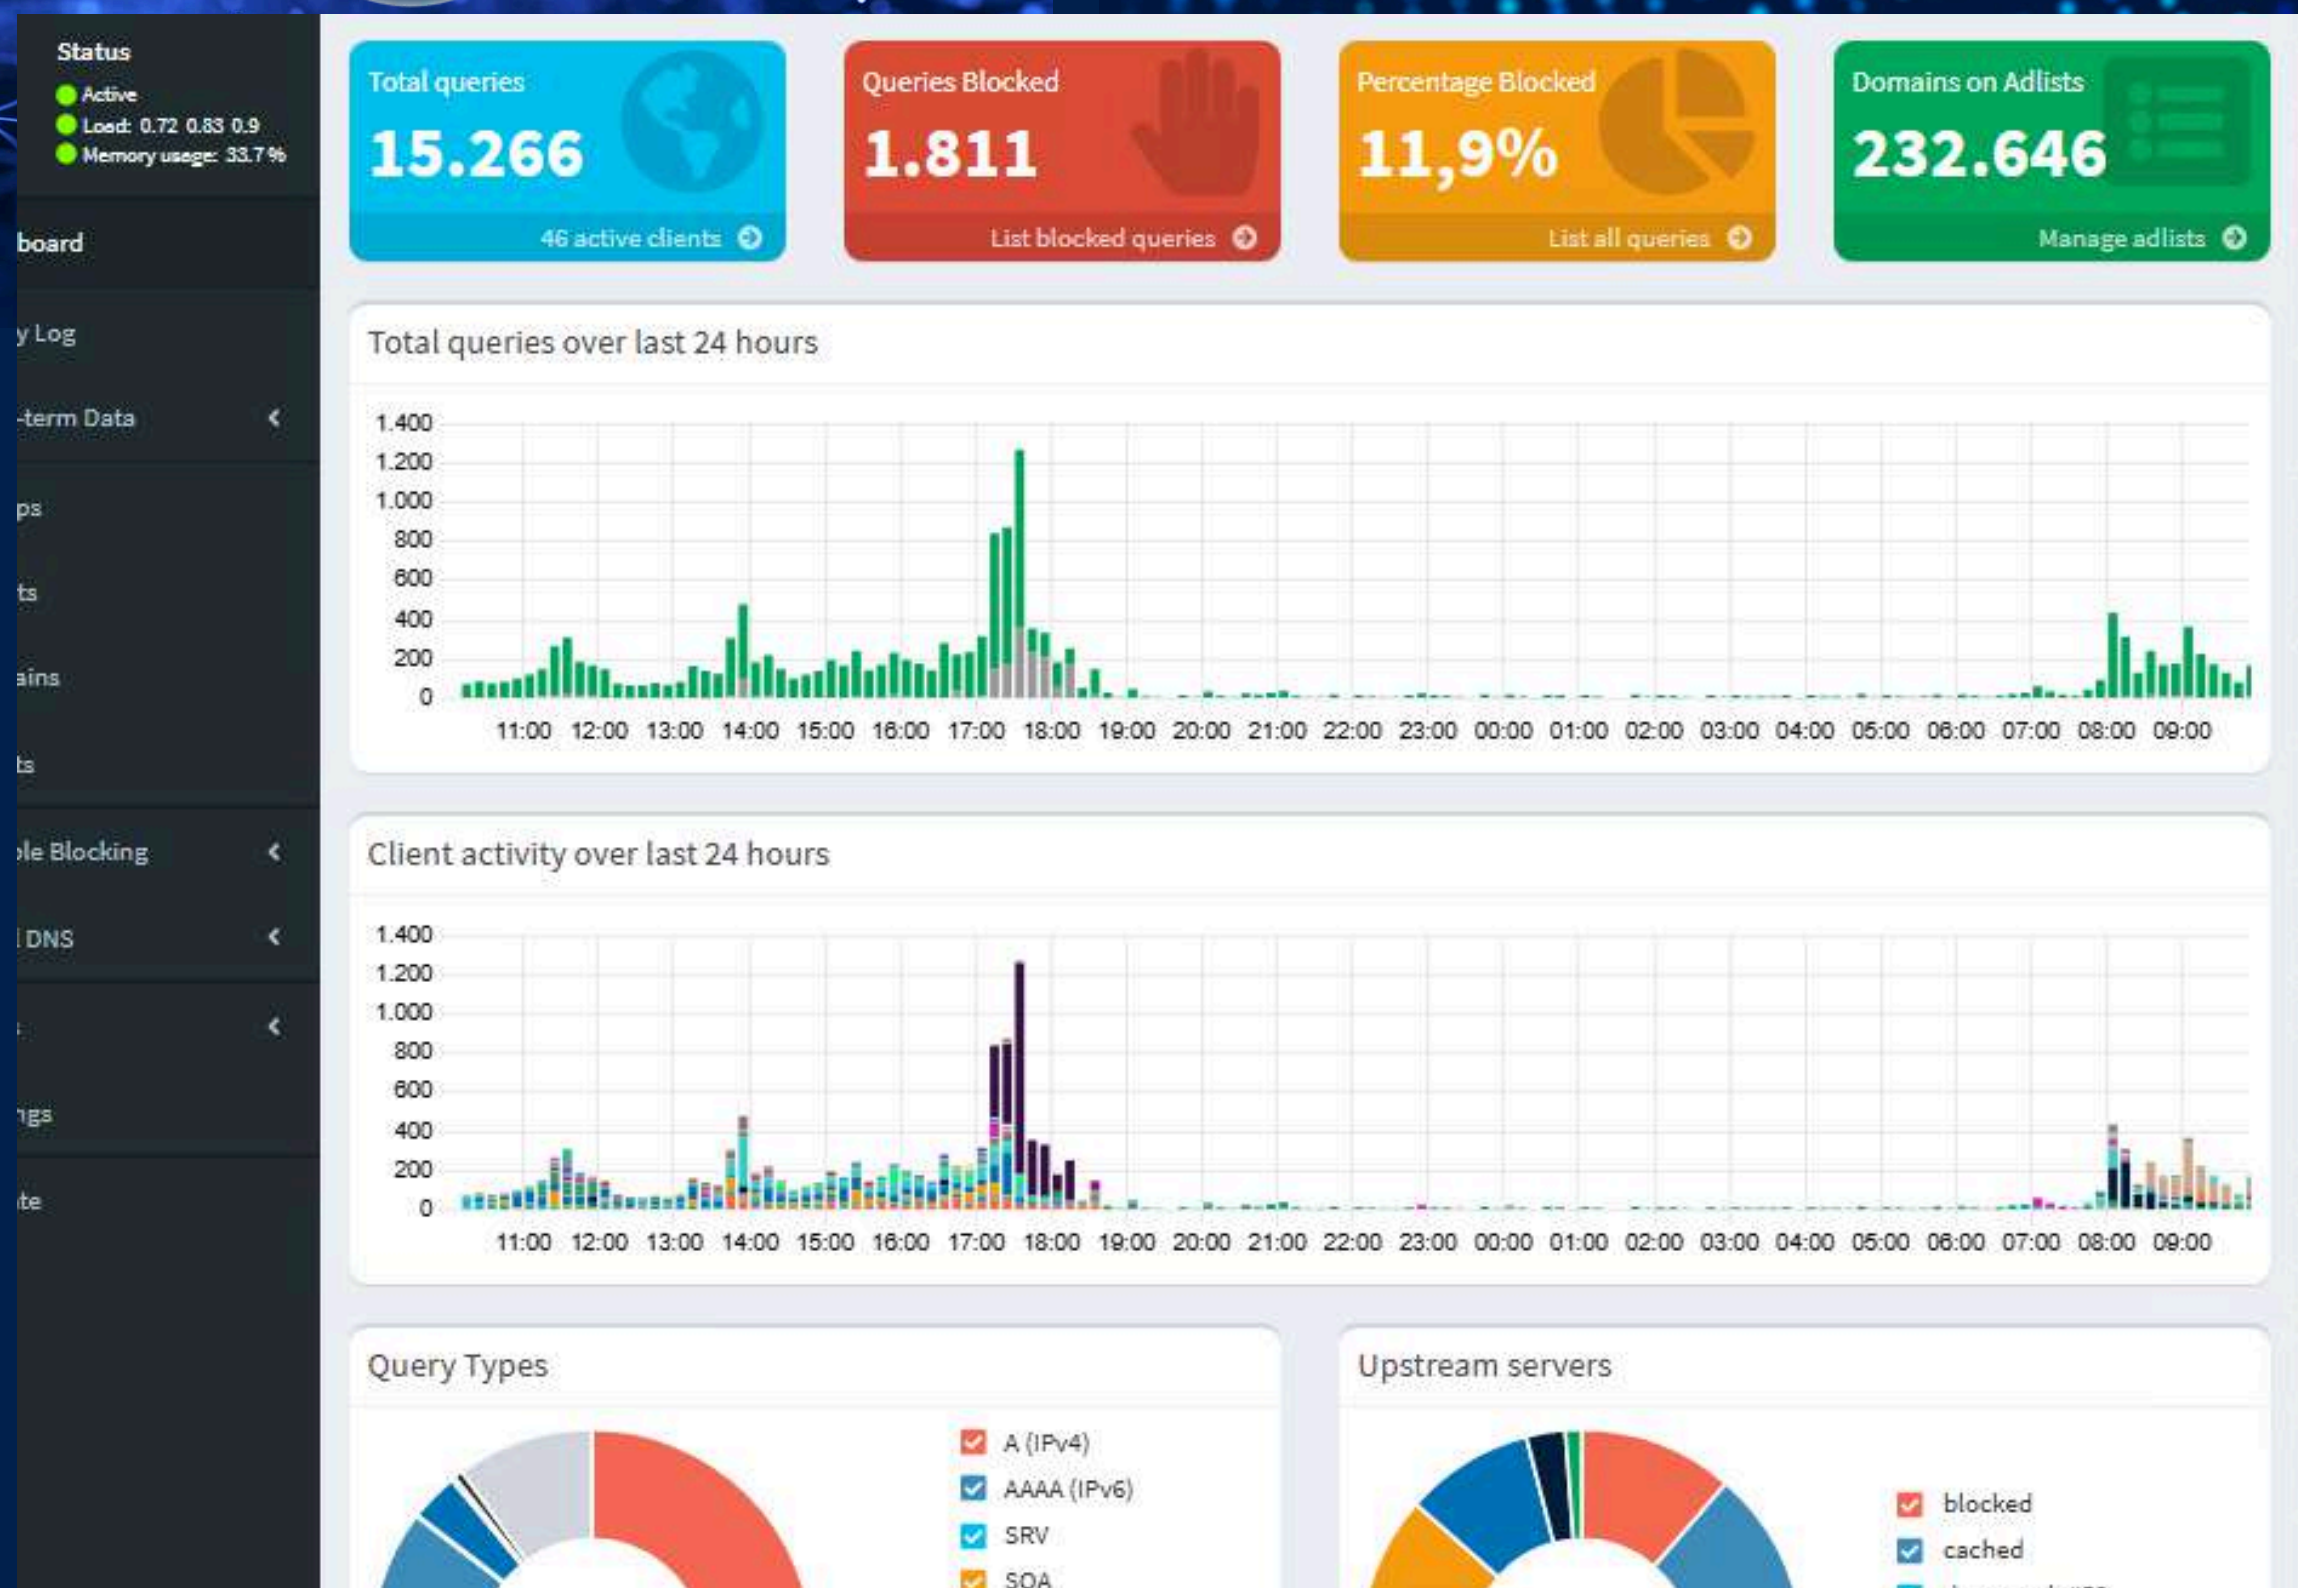 Status
Active
Load: 0.72 0.83 0.9
Memory usage: 33.7 %
board
y Log
-term Data
ps
ts
ains
ts
ole Blocking
DNS
ngs
te
Total queries
15.266
46 active clients
Queries Blocked
1.811
List blocked queries
Percentage Blocked
11,9%
List all queries
Domains on Adlists
232.646
Manage adlists
Total queries over last 24 hours
1.400
1.200
1.000
800
600
400
200
0
11:00 12:00 13:00 14:00 15:00 16:00 17:00 18:00 19:00 20:00 21:00 22:00 23:00 00:00 01:00 02:00 03:00 04:00 05:00 06:00 07:00 08:00 09:00
Client activity over last 24 hours
1.400
1.200
1.000
800
600
400
200
0
11:00 12:00 13:00 14:00 15:00 16:00 17:00 18:00 19:00 20:00 21:00 22:00 23:00 00:00 01:00 02:00 03:00 04:00 05:00 06:00 07:00 08:00 09:00
Query Types
A (IPv4)
AAAA (IPv6)
SRV
SOA
Upstream servers
blocked
cached